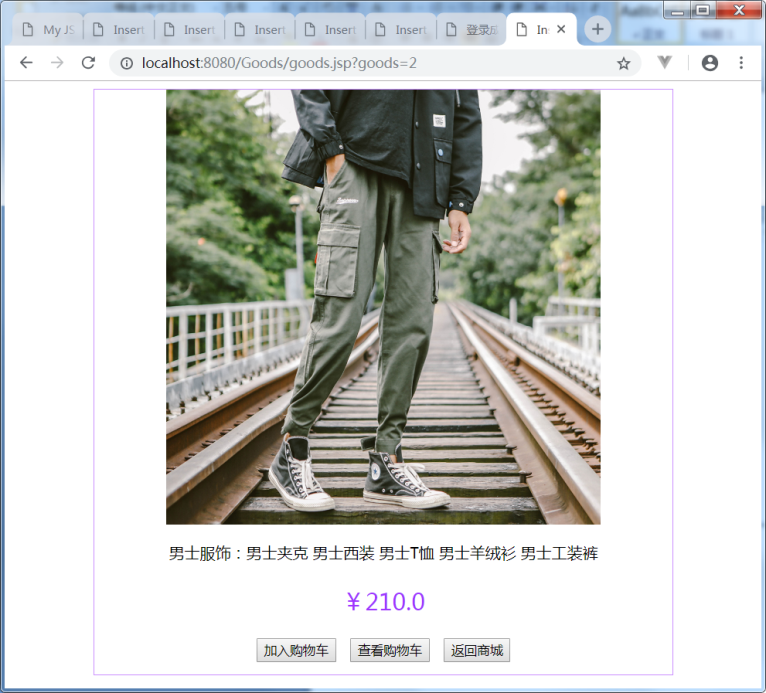 My JS
Insert
Insert
Insert
Insert
Insert
登录成
In
localhost:8080/Goods/goods.jsp?goods=2
男士服饰：男士夹克 男士西装 男士T恤 男士羊绒衫 男士工装裤
￥210.0
加入购物车 查看购物车 返回商城